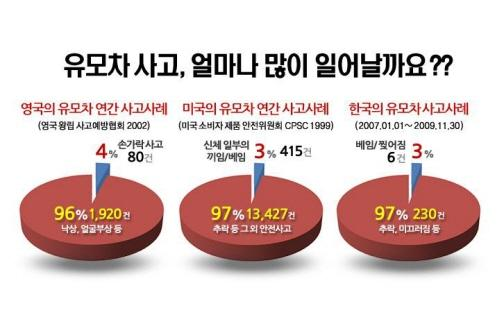 유모차 사고, 얼마나 많이 일어날까요??
영국의 유모차 연간 사고사례
(영국 왕립 사고예방협회 2002)
4% 손가락 사고
80건
96% 1,920건
낙상, 얼굴부상 등
미국의 유모차 연간 사고사례
(미국 소비자 제품 안전위원회 CPSC 1999)
신체 일부의
끼임/베임 3% 415건
97% 13,427건
추락 등 그 외 안전사고
한국의 유모차 사고사례
(2007.01.01~2009.11.30)
베임/찢어짐
6건 3%
97% 230건
추락, 미끄러짐 등